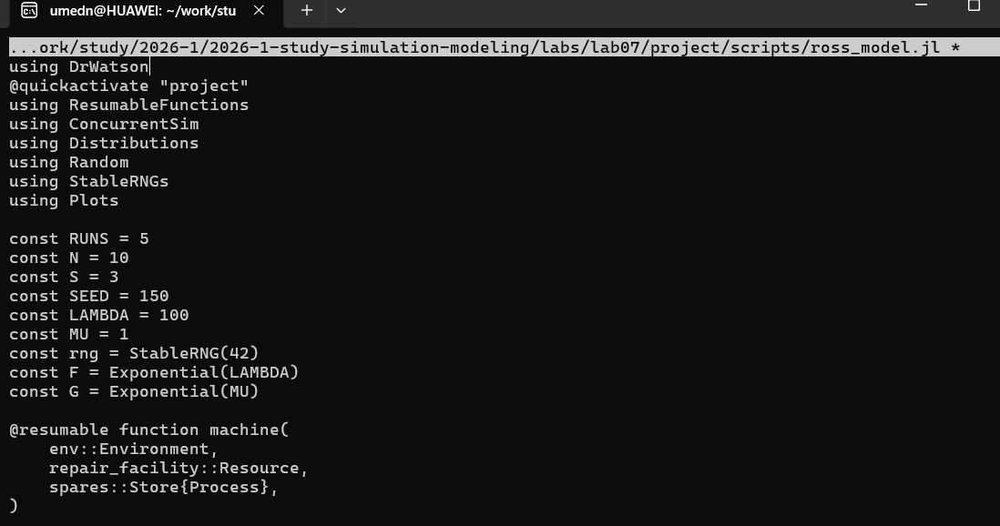 umedn@HUAWEI: ~/work/stu
...ork/study/2026-1/2026-1-study-simulation-modeling/labs/lab07/project/scripts/ross_model.jl *
using DrWatson
@quickactivate "project"
using ResumableFunctions
using ConcurrentSim
using Distributions
using Random
using StableRNGs
using Plots

const RUNS = 5
const N = 10
const S = 3
const SEED = 150
const LAMBDA = 100
const MU = 1
const rng = StableRNG(42)
const F = Exponential(LAMBDA)
const G = Exponential(MU)

@resumable function machine(
    env::Environment,
    repair_facility::Resource,
    spares::Store{Process},
)